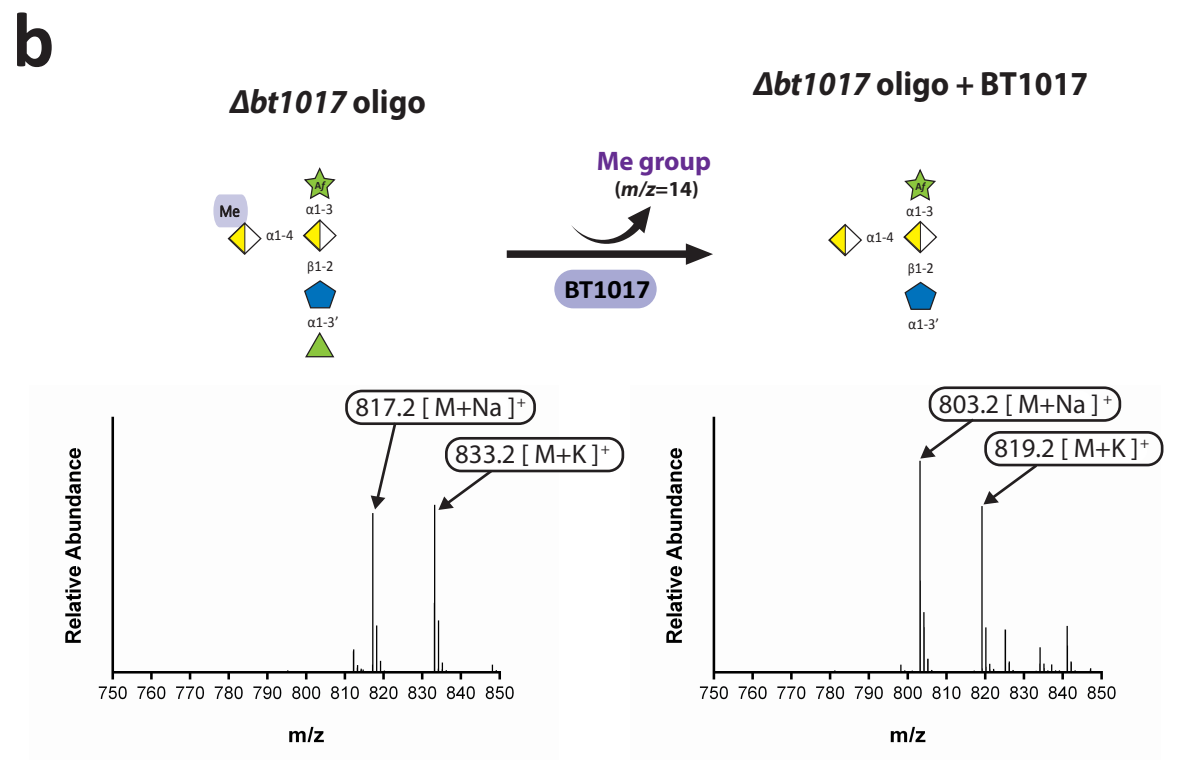 b
Δbt1017 oligo
Δbt1017 oligo + BT1017
Me group
(m/z=14)
BT1017
Af
α1-3
Me
α1-4
β1-2
α1-3′
Af
α1-3
α1-4
β1-2
α1-3′
817.2 [ M+Na ]+
833.2 [ M+K ]+
Relative Abundance
750 760 770 780 790 800 810 820 830 840 850
m/z
803.2 [ M+Na ]+
819.2 [ M+K ]+
Relative Abundance
750 760 770 780 790 800 810 820 830 840 850
m/z